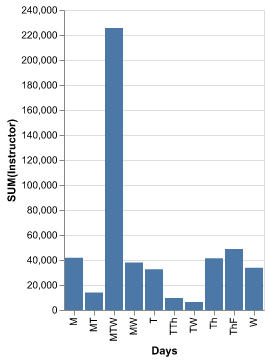 240,000
220,000
200,000
180,000
160,000
140,000
120,000
100,000
80,000
60,000
40,000
20,000
0
SUM(Instructor)
M
MT
MTW
MW
T
TTh
TW
Th
ThF
W
Days